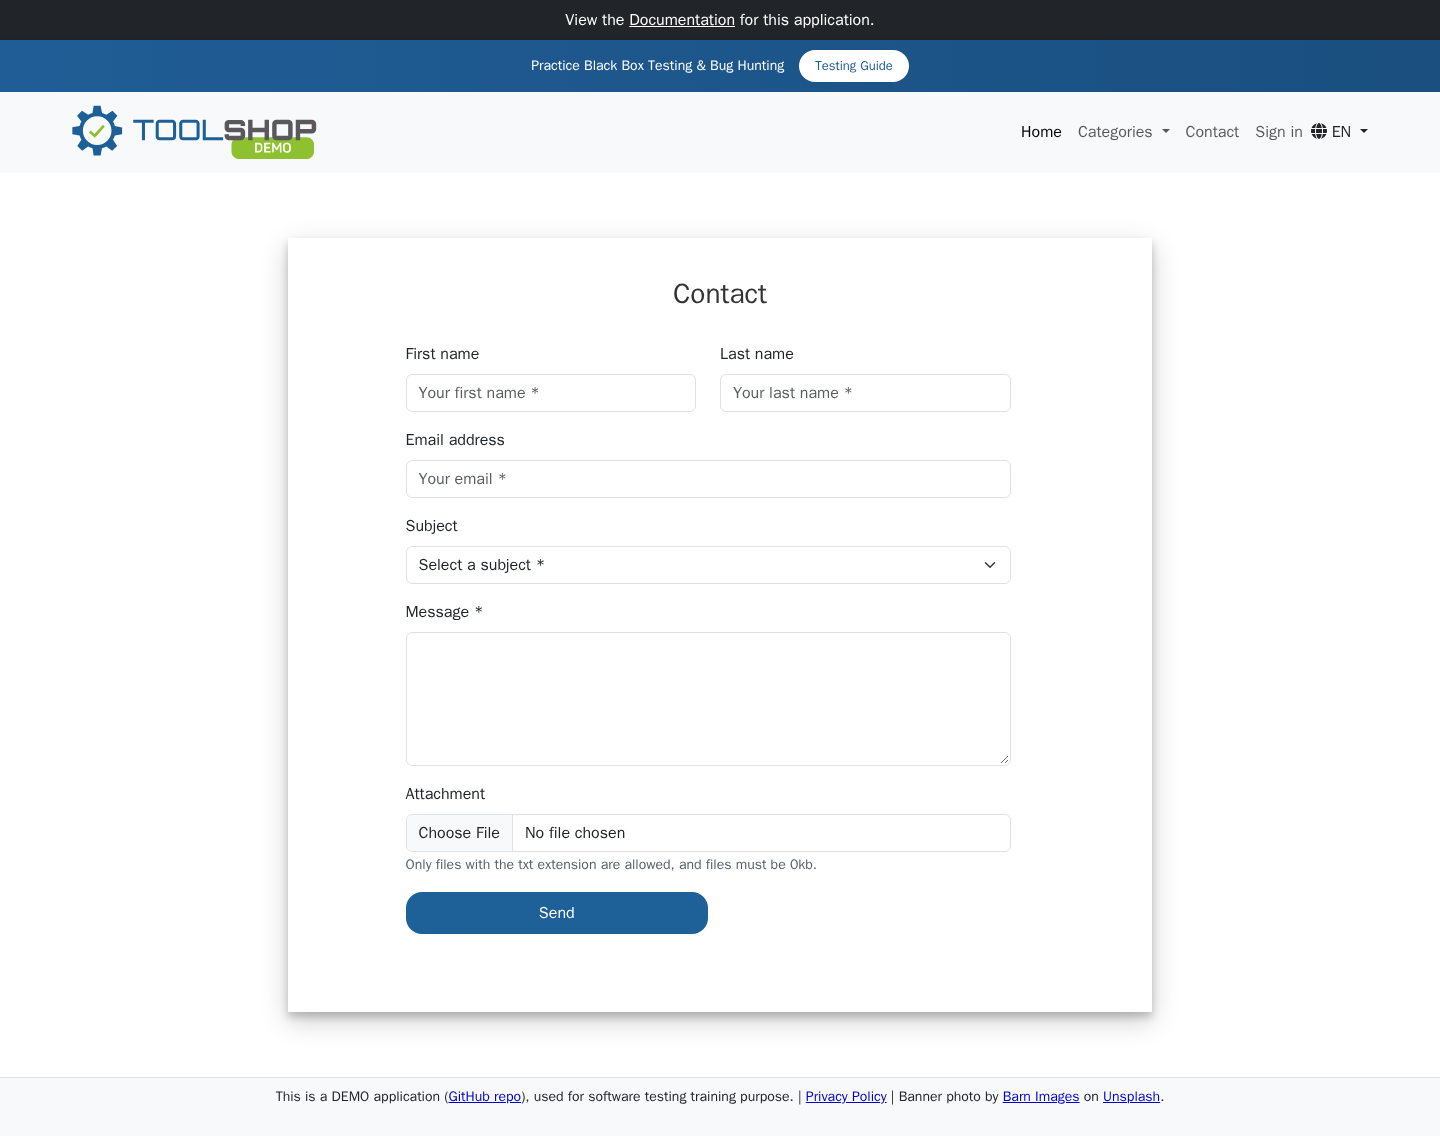 View the Documentation for this application.
Practice Black Box Testing & Bug Hunting Testing Guide
TOOLSHOP
DEMO
Home Categories Contact Sign in EN
Contact
First name Last name
Your first name * Your last name *
Email address
Your email *
Subject
Select a subject *
Message *
Attachment
Choose File No file chosen
Only files with the txt extension are allowed, and files must be 0kb.
Send
This is a DEMO application (GitHub repo), used for software testing training purpose. | Privacy Policy | Banner photo by Barn Images on Unsplash.